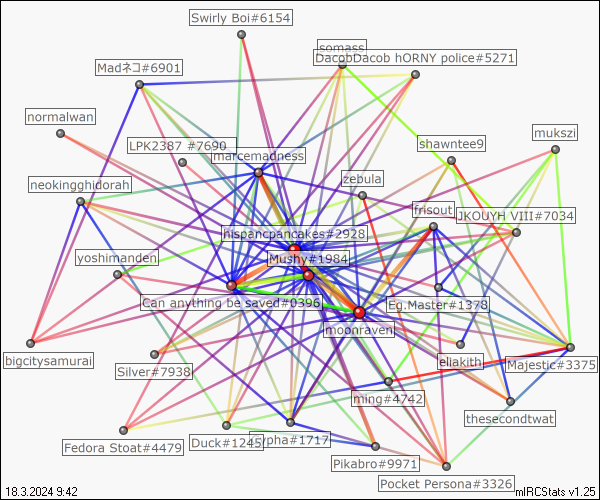 Swirly Boi#6154
somass
DacobDacob hORNY police#5271
Madネコ#6901
normalwan
LPK2387 #7690
marcemadness
shawntee9
mukszi
neokingghidorah
zebula
frisout
JKOUYH VIII#7034
hispancpancakes#2928
yoshimanden
Mushy#1984
Can anything be saved#0396
Eg.Master#1378
moonraven
bigcitysamurai
Silver#7938
eliakith
Majestic#3375
ming#4742
thesecondtwat
Fedora Stoat#4479
Duck#1245
#1717
Pikabro#9971
Pocket Persona#3326
18.3.2024 9:42
mIRCStats v1.25